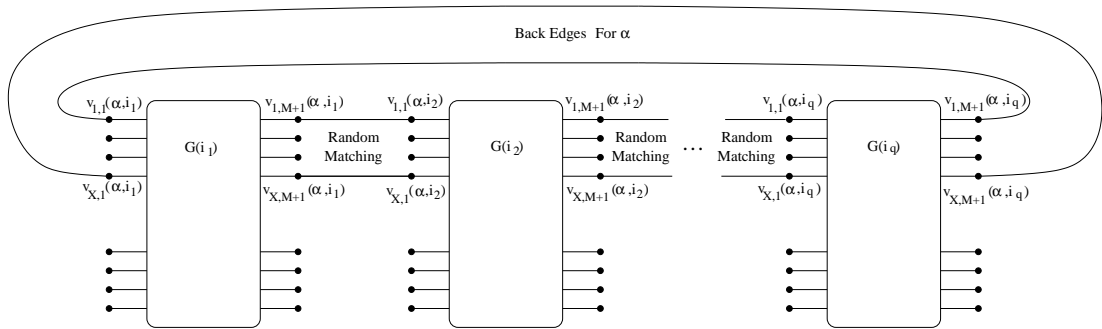 Back Edges For α
v1,1(α,i1)
v1,M+1(α,i1)
v1,1(α,i2)
v1,M+1(α,i2)
v1,1(α,iq)
v1,M+1(α,iq)
G(i1)
Random
Matching
G(i2)
Random
Matching
...
Random
Matching
G(iq)
vX,1(α,i1)
vX,M+1(α,i1)
vX,1(α,i2)
vX,M+1(α,i2)
vX,1(α,iq)
vX,M+1(α,iq)